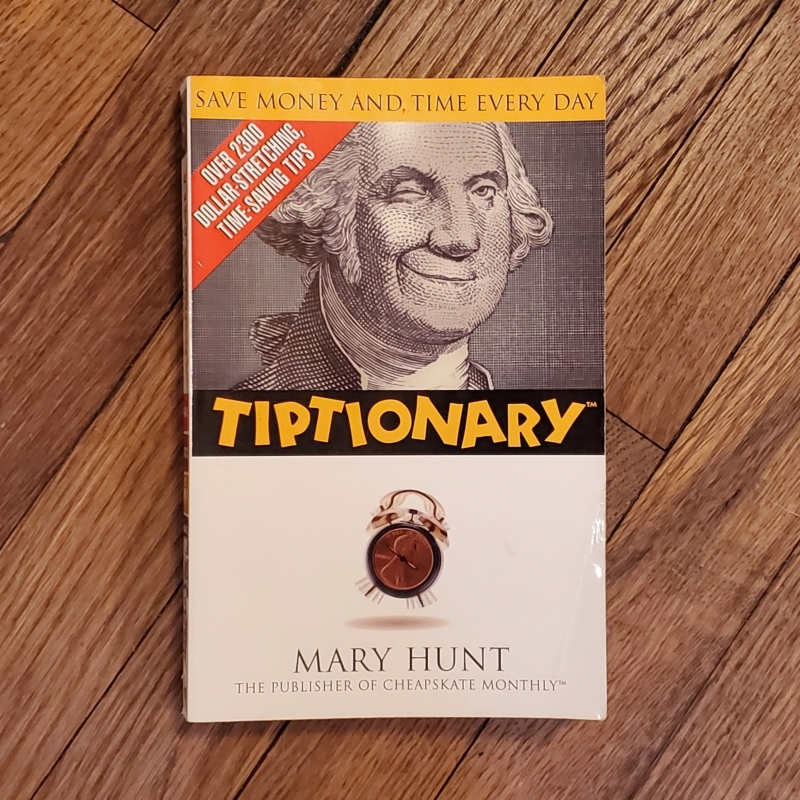 SAVE MONEY AND, TIME EVERY DAY
OVER 2300
DOLLAR-STRETCHING,
TIME-SAVING TIPS
TIPTIONARY™
MARY HUNT
THE PUBLISHER OF CHEAPSKATE MONTHLY™